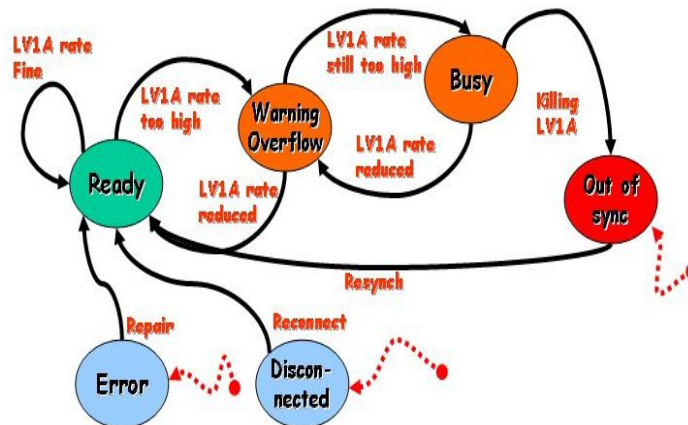 LV1A rate
Fine
LV1A rate
too high
LV1A rate
still too high
Busy
Warning
Overflow
Killing
LV1A
LV1A rate
reduced
Ready
LV1A rate
reduced
Out of
sync
Resynch
Repair
Reconnect
Error
Discon-
nected